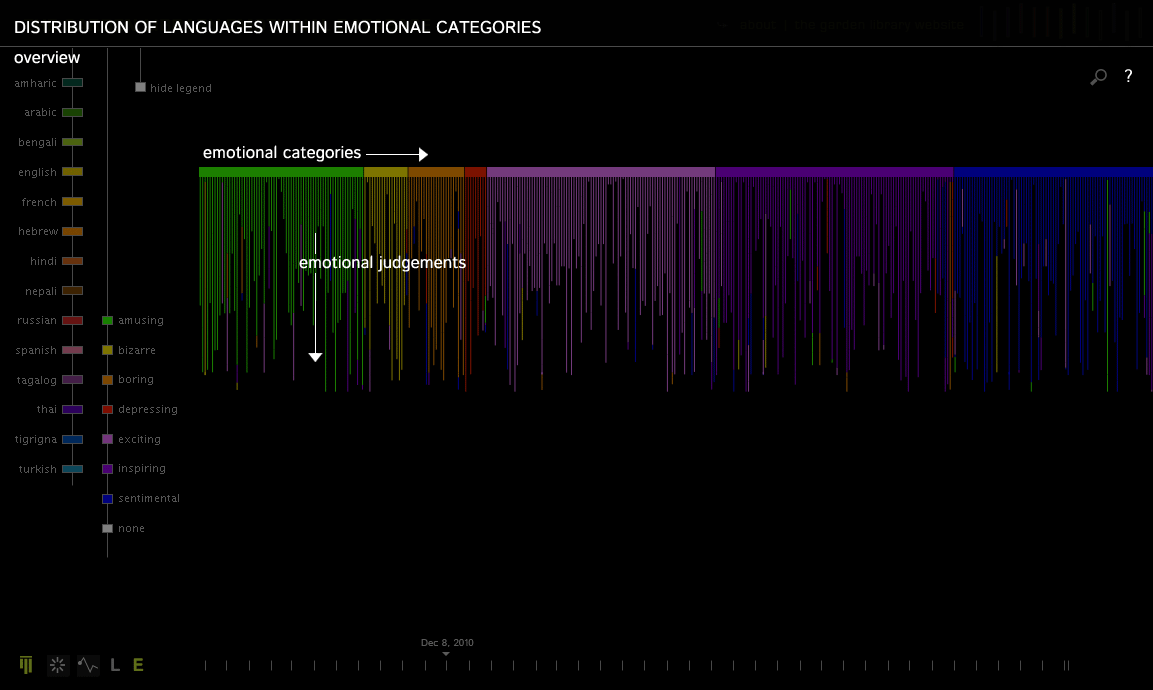 DISTRIBUTION OF LANGUAGES WITHIN EMOTIONAL CATEGORIES
overview
amharic
hide legend
?
arabic
bengali
emotional categories
english
french
hebrew
hindi
emotional judgements
nepali
russian
amusing
spanish
bizarre
tagalog
boring
thai
depressing
tigrigna
exciting
turkish
inspiring
sentimental
none
Dec 8, 2010
L E